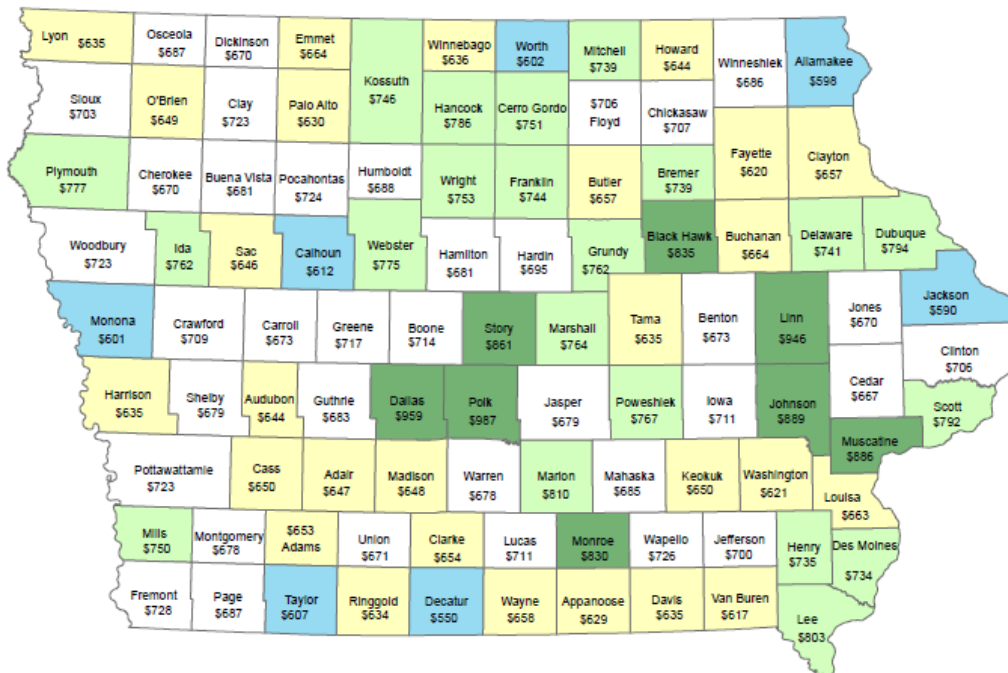 Lyon $635
Osceola
$687
Dickinson
$670
Emmet
$664
Kossuth
$746
Winnebago
$636
Worth
$602
Mitchell
$739
Howard
$644
Winneshiek
$686
Allamakee
$598
Sioux
$703
O'Brien
$649
Clay
$723
Palo Alto
$630
Hancock
$786
Cerro Gordo
$751
$706
Floyd
Chickasaw
$707
Fayette
$620
Clayton
$657
Plymouth
$777
Cherokee
$670
Buena Vista
$681
Pocahontas
$724
Humboldt
$688
Wright
$753
Franklin
$744
Butler
$657
Bremer
$739
Woodbury
$723
Ida
$762
Sac
$646
Calhoun
$612
Webster
$775
Hamilton
$681
Hardin
$695
Grundy
$762
Black Hawk
$835
Buchanan
$664
Delaware
$741
Dubuque
$794
Monona
$601
Crawford
$709
Carroll
$673
Greene
$717
Boone
$714
Story
$861
Marshall
$764
Tama
$635
Benton
$673
Linn
$946
Jones
$670
Jackson
$590
Clinton
$706
Harrison
$635
Shelby
$679
Audubon
$644
Guthrie
$683
Dallas
$959
Polk
$987
Jasper
$679
Poweshiek
$767
Iowa
$711
Johnson
$889
Cedar
$667
Scott
$792
Muscatine
$886
Pottawattamie
$723
Cass
$650
Adair
$647
Madison
$648
Warren
$678
Marion
$810
Mahaska
$685
Keokuk
$650
Washington
$621
Louisa
$663
Mills
$750
Montgomery
$678
$653
Adams
Union
$671
Clarke
$654
Lucas
$711
Monroe
$830
Wapello
$726
Jefferson
$700
Henry
$735
Des Moines
$734
Fremont
$728
Page
$687
Taylor
$607
Ringgold
$634
Decatur
$550
Wayne
$658
Appanoose
$629
Davis
$635
Van Buren
$617
Lee
$803